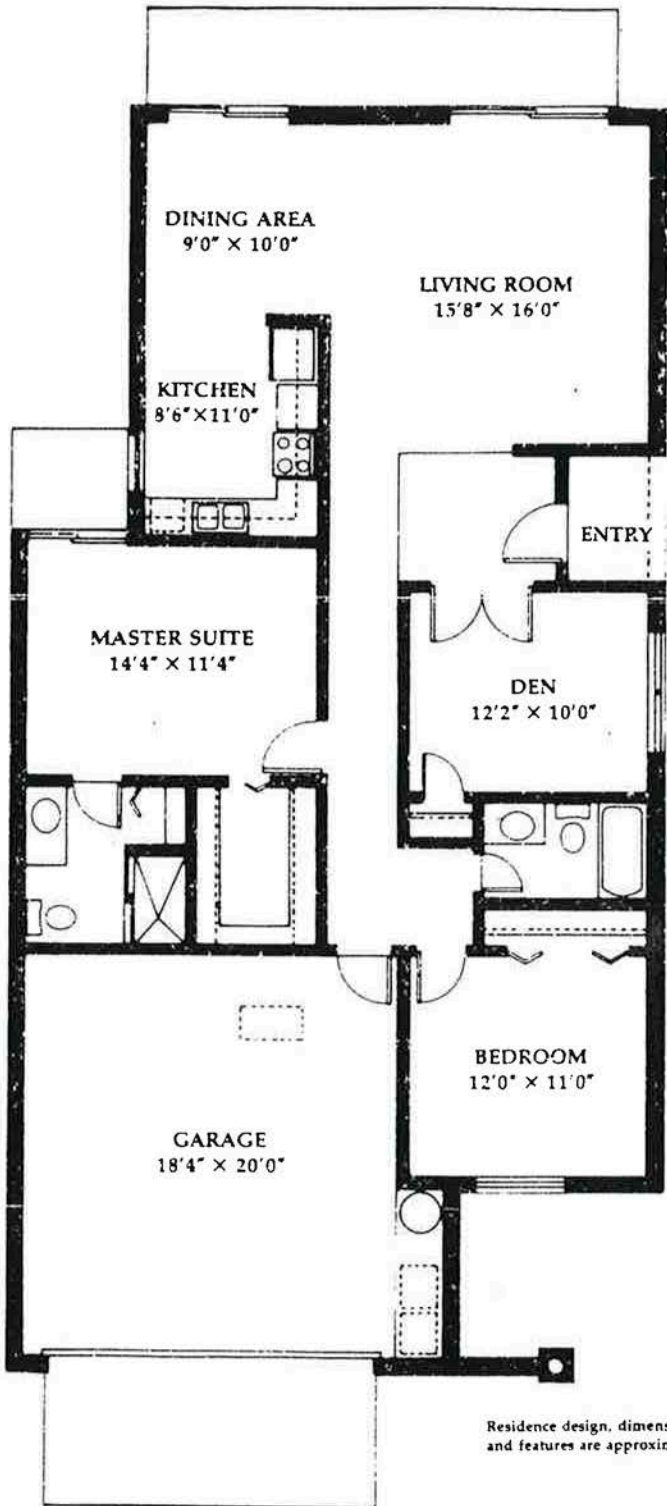 DINING AREA
9'0" × 10'0"
LIVING ROOM
15'8" × 16'0"
KITCHEN
8'6"×11'0"
ENTRY
MASTER SUITE
14'4" × 11'4"
DEN
12'2" × 10'0"
BEDROOM
12'0" × 11'0"
GARAGE
18'4" × 20'0"
Residence design,
and features are